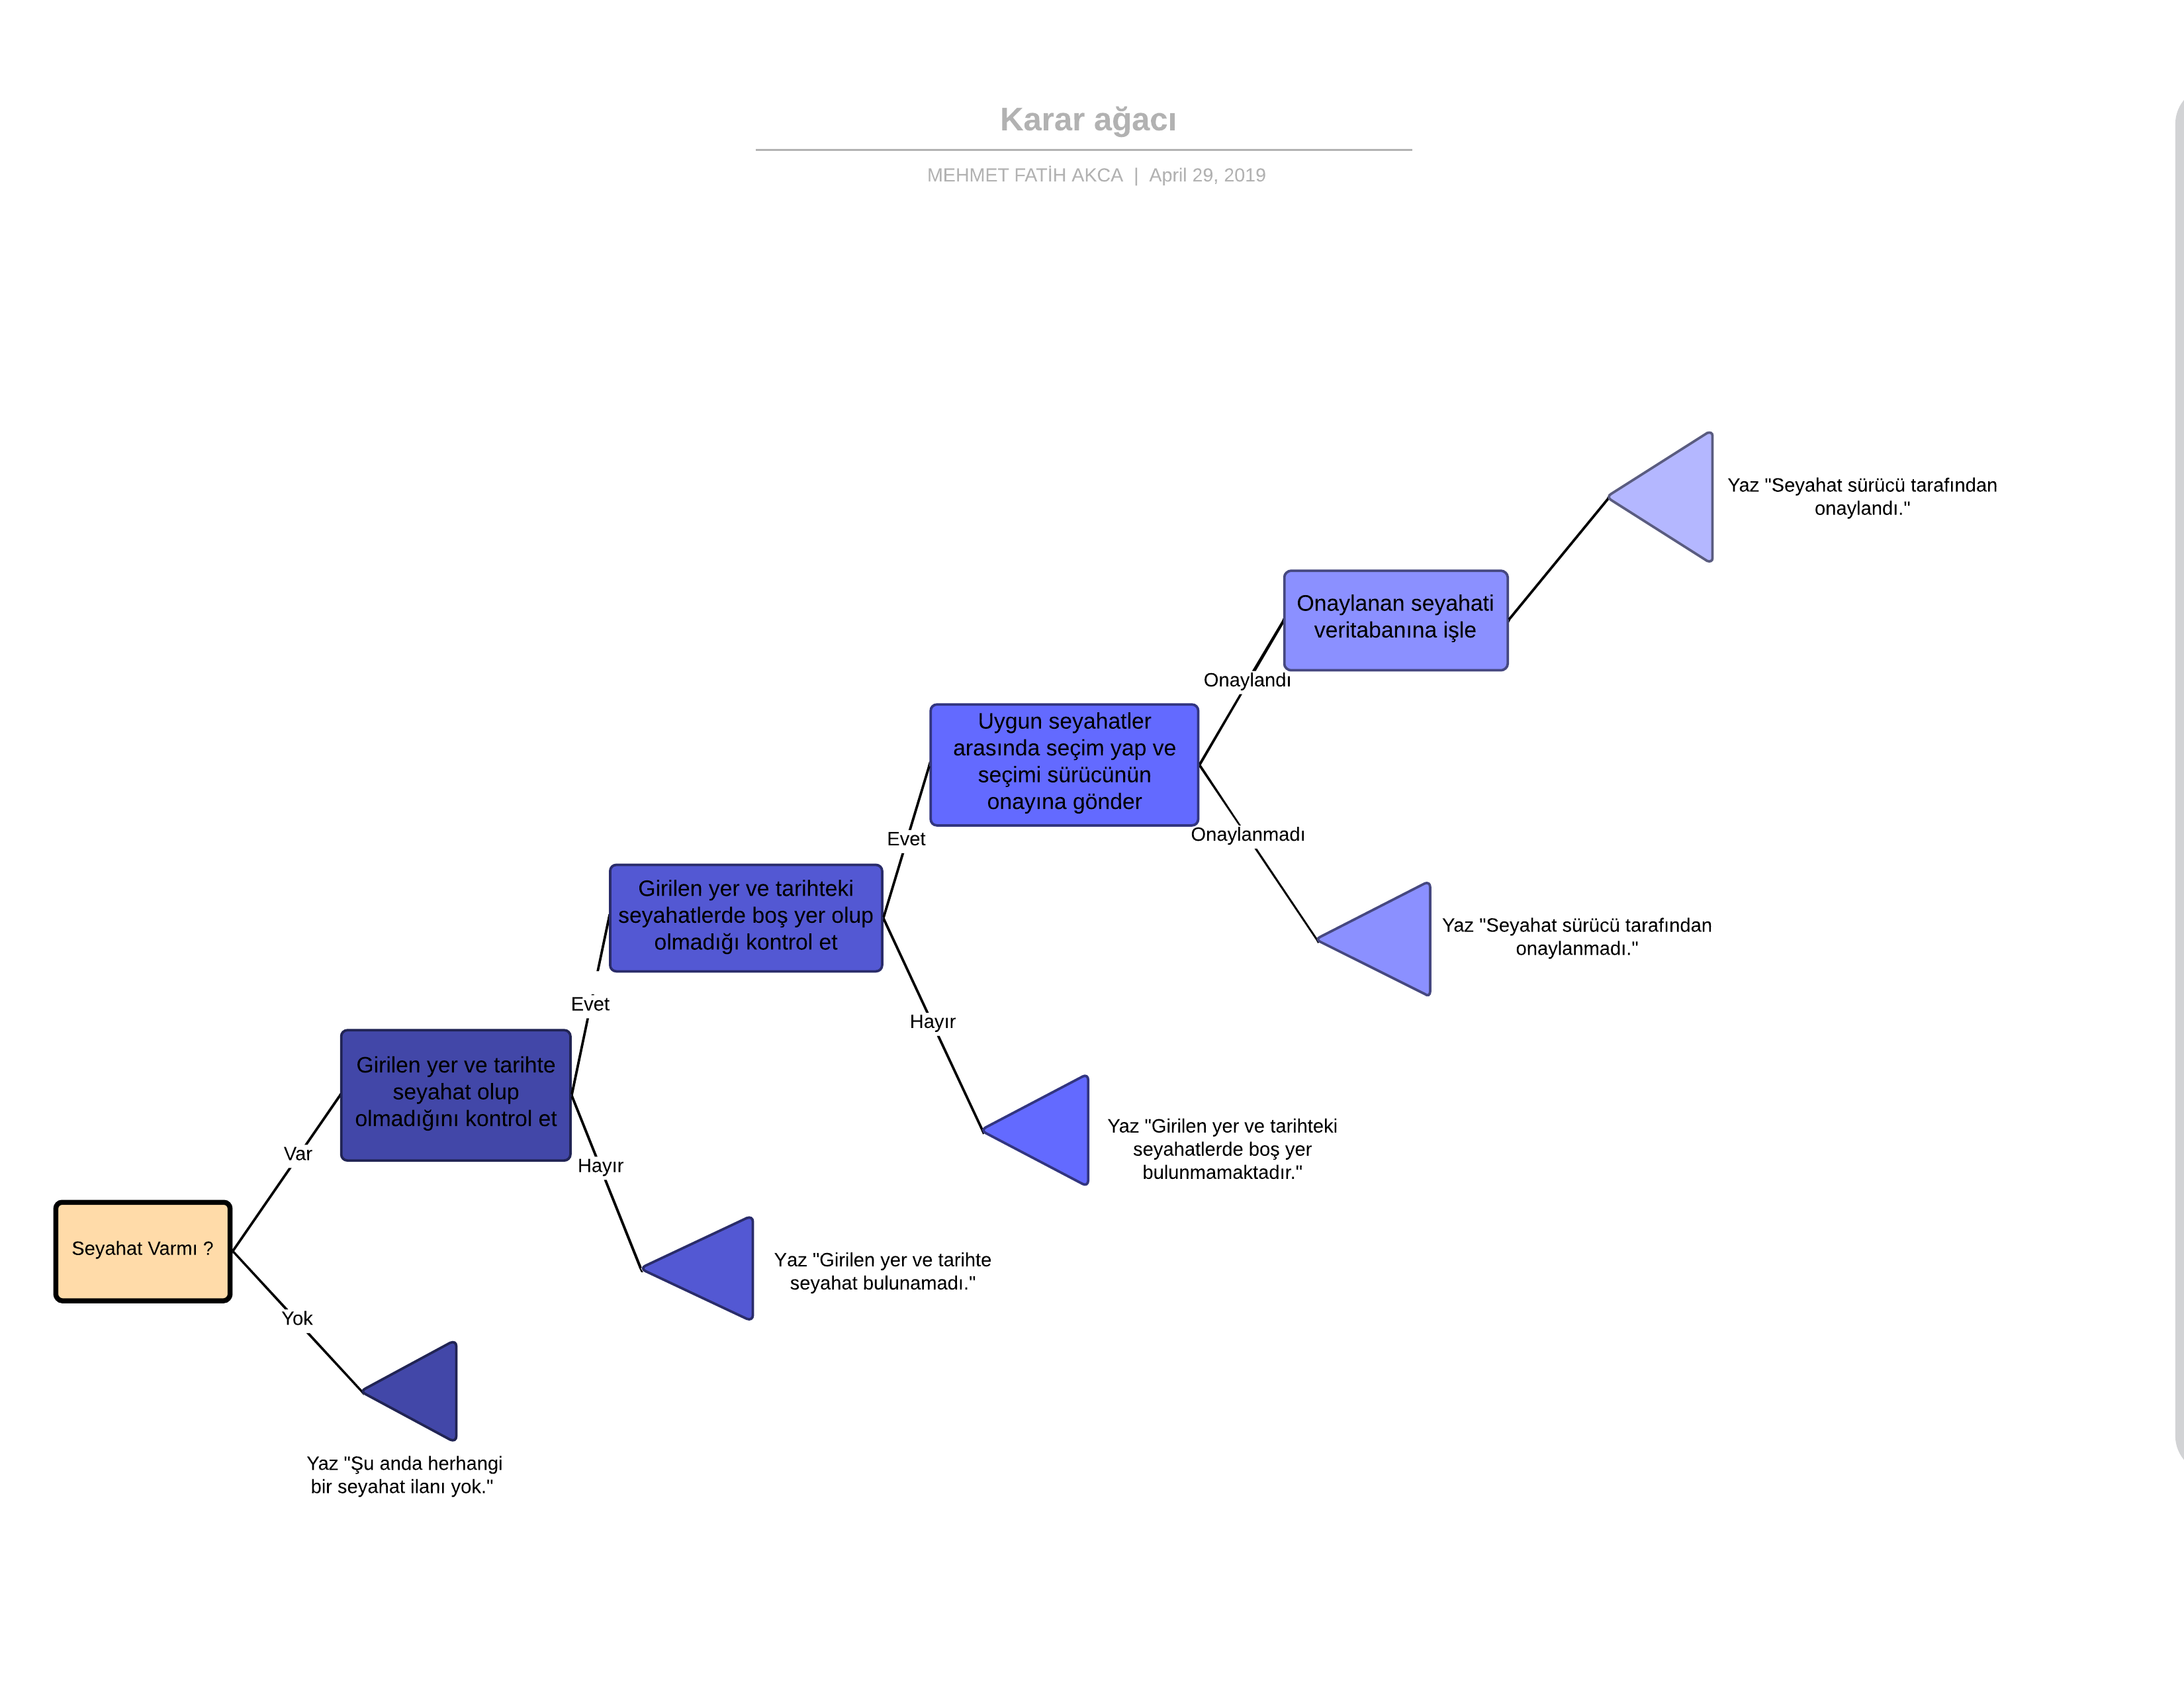 Karar ağacı
MEHMET FATİH AKCA | April 29, 2019
Yaz "Seyahat sürücü tarafından
onaylandı."
Onaylanan seyahati
veritabanına işle
Onaylandı
Uygun seyahatler
arasında seçim yap ve
seçimi sürücünün
onayına gönder
Onaylanmadı
Yaz "Seyahat sürücü tarafından
onaylanmadı."
Evet
Girilen yer ve tarihteki
seyahatlerde boş yer olup
olmadığı kontrol et
Hayır
Yaz "Girilen yer ve tarihteki
seyahatlerde boş yer
bulunmamaktadır."
Evet
Girilen yer ve tarihte
seyahat olup
olmadığını kontrol et
Hayır
Yaz "Girilen yer ve tarihte
seyahat bulunamadı."
Var
Seyahat Varmı ?
Yok
Yaz "Şu anda herhangi
bir seyahat ilanı yok."